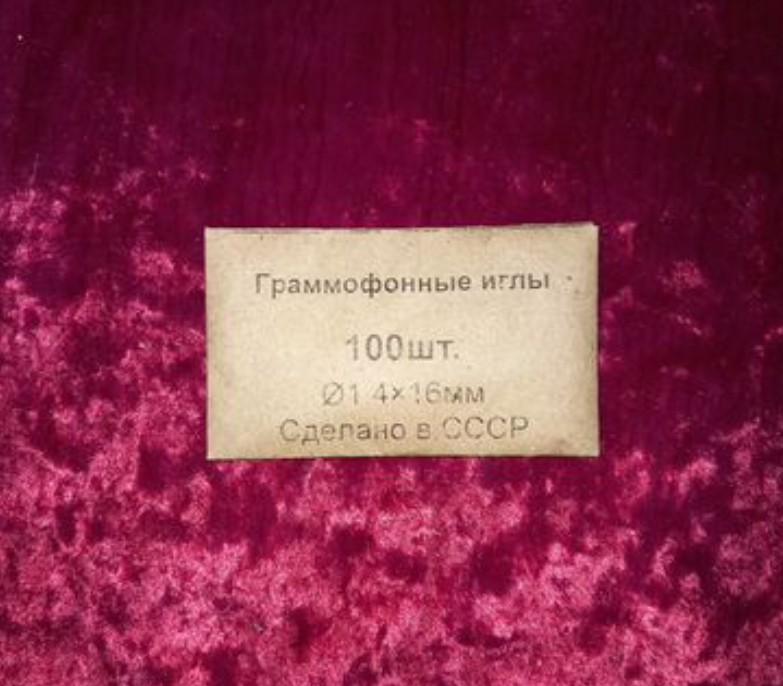 Граммофонные иглы
100шт.
Ø1 4×16мм
Сделано в СССР